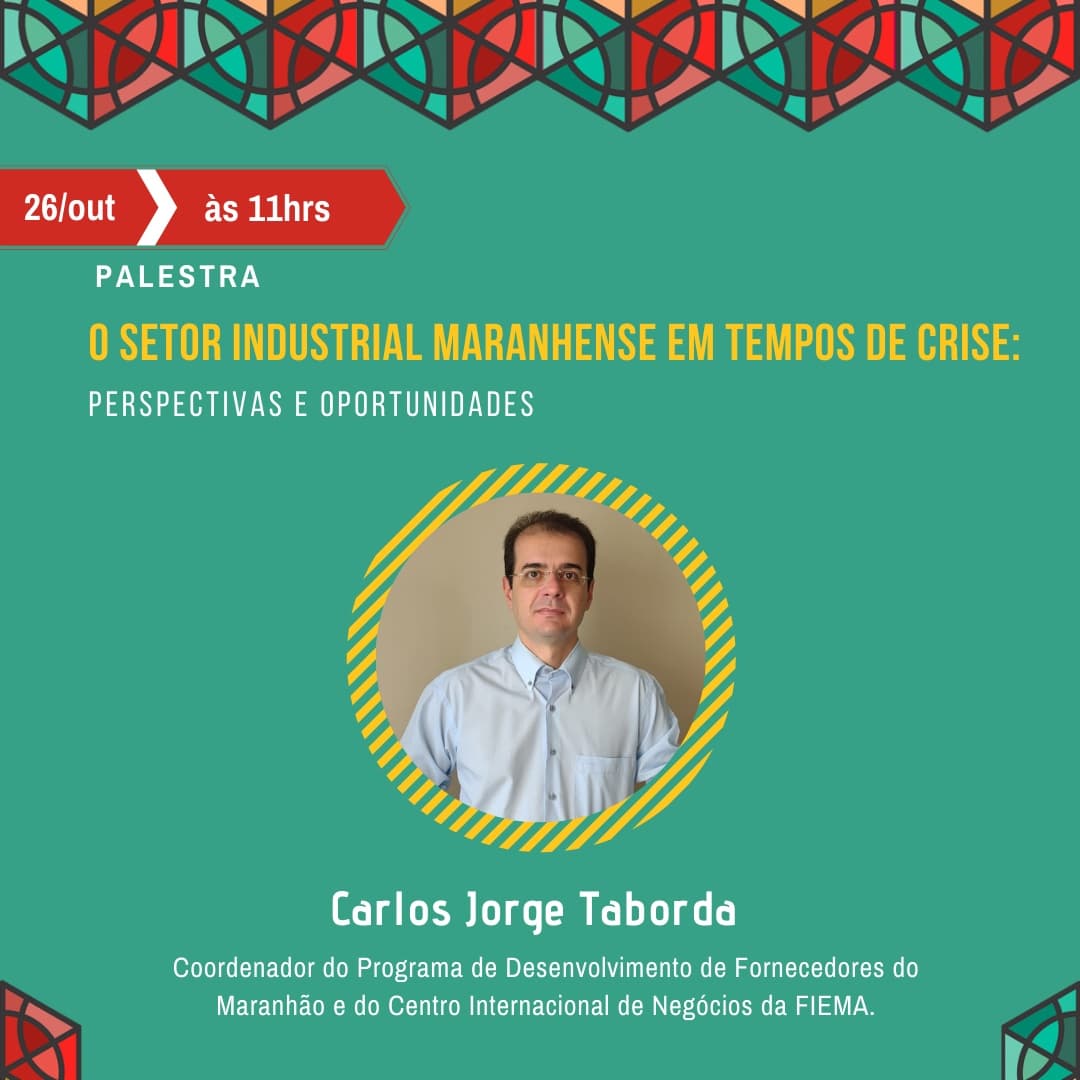 26/out às 11hrs
PALESTRA
O SETOR INDUSTRIAL MARANHENSE EM TEMPOS DE CRISE:
PERSPECTIVAS E OPORTUNIDADES
Carlos Jorge Taborda
Coordenador do Programa de Desenvolvimento de Fornecedores do
Maranhão e do Centro Internacional de Negócios da FIEMA.